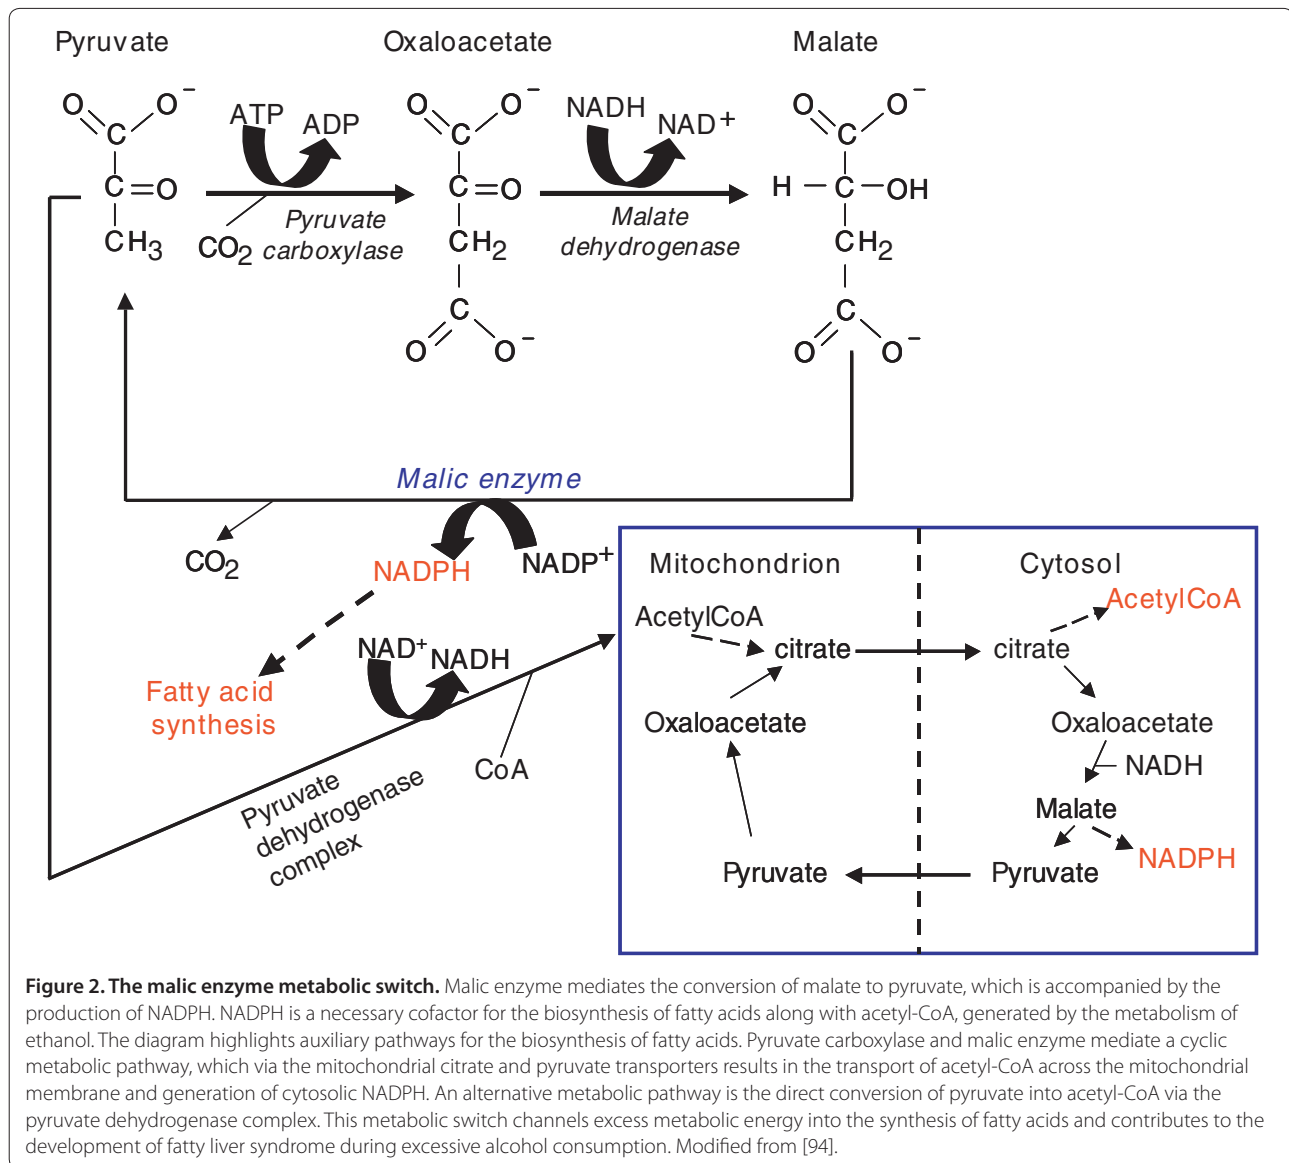 Pyruvate
Oxaloacetate
Malate
O
O⁻
C
C=O
CH₃
ATP
ADP
CO₂
Pyruvate
carboxylase
O
O⁻
C
C=O
CH₂
C
O
O⁻
NADH
NAD⁺
Malate
dehydrogenase
O
O⁻
C
H – C – OH
CH₂
C
O
O⁻
Malic enzyme
CO₂
NADPH
NADP⁺
Fatty acid
synthesis
NAD⁺
NADH
CoA
Pyruvate
dehydrogenase
complex
Mitochondrion
Cytosol
AcetylCoA
AcetylCoA
citrate
citrate
Oxaloacetate
Oxaloacetate
NADH
Malate
NADPH
Pyruvate
Pyruvate
Figure 2. The malic enzyme metabolic switch. Malic enzyme mediates the conversion of malate to pyruvate, which is accompanied by the
production of NADPH. NADPH is a necessary cofactor for the biosynthesis of fatty acids along with acetyl-CoA, generated by the metabolism of
ethanol. The diagram highlights auxiliary pathways for the biosynthesis of fatty acids. Pyruvate carboxylase and malic enzyme mediate a cyclic
metabolic pathway, which via the mitochondrial citrate and pyruvate transporters results in the transport of acetyl-CoA across the mitochondrial
membrane and generation of cytosolic NADPH. An alternative metabolic pathway is the direct conversion of pyruvate into acetyl-CoA via the
pyruvate dehydrogenase complex. This metabolic switch channels excess metabolic energy into the synthesis of fatty acids and contributes to the
development of fatty liver syndrome during excessive alcohol consumption. Modified from [94].